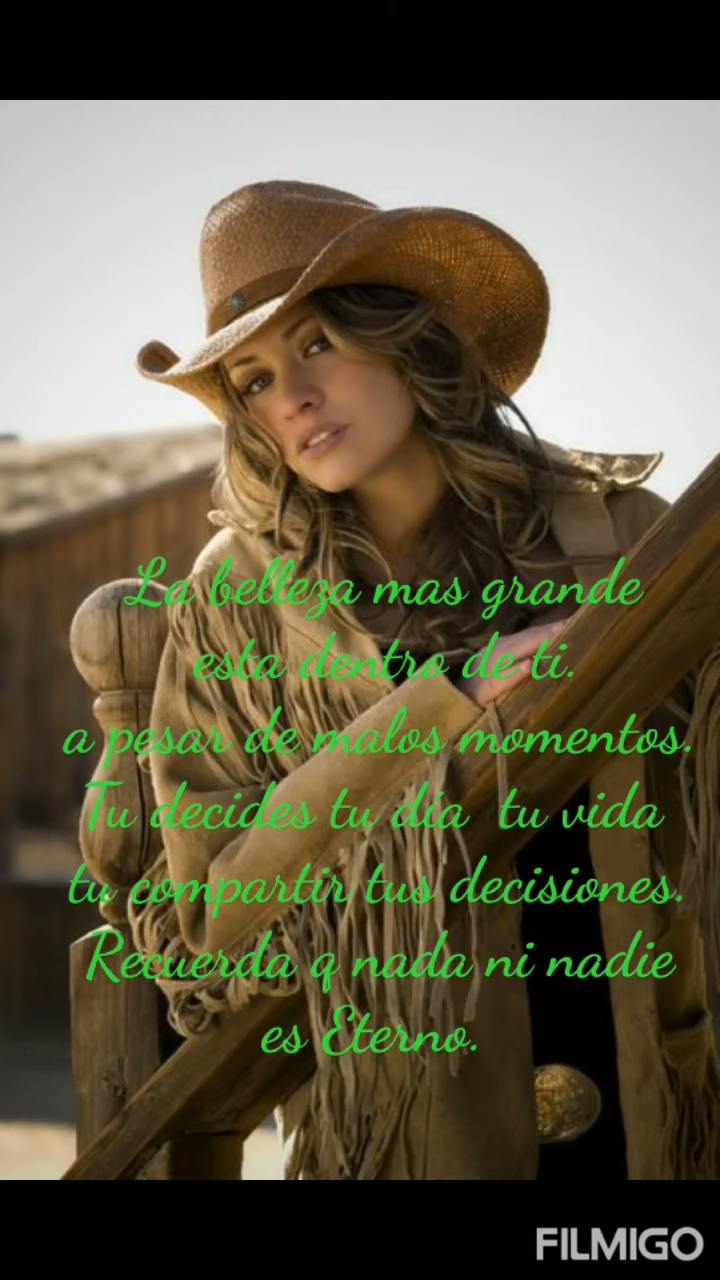 La belleza mas grande
esta dentro de ti.
a pesar de malos momentos.
Tu decides tu día tu vida
tu compartir tus decisiones.
Recuerda q nada ni nadie
es Eterno.
FILMIGO